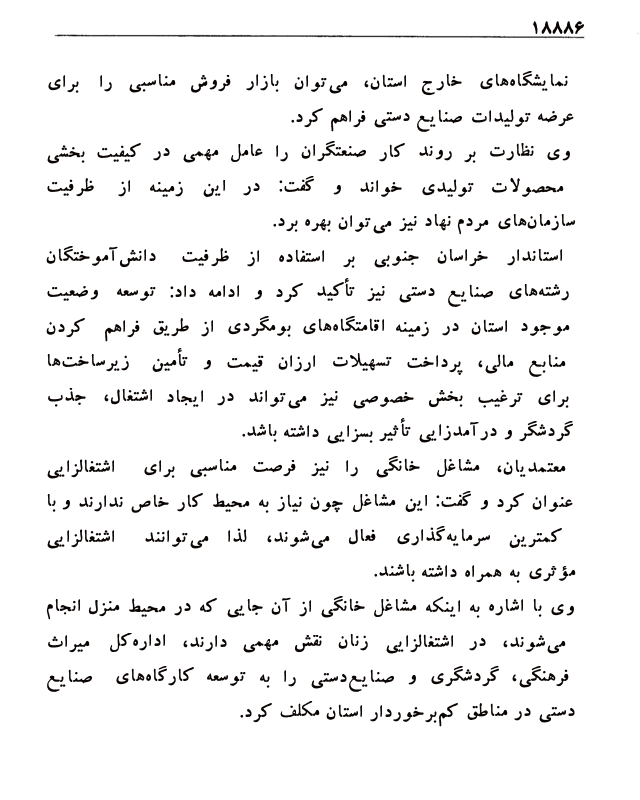 ۱۸۸۸۶
نمایشگاه‌های خارج استان، می‌توان بازار فروش مناسبی را برای
عرضه تولیدات صنایع دستی فراهم کرد.
وی نظارت بر روند کار صنعتگران را عامل مهمی در کیفیت بخشی
محصولات تولیدی خواند و گفت: در این زمینه از ظرفیت
سازمان‌های مردم نهاد نیز می‌توان بهره برد.
استاندار خراسان جنوبی بر استفاده از ظرفیت دانش‌آموختگان
رشته‌های صنایع دستی نیز تأکید کرد و ادامه داد: توسعه وضعیت
موجود استان در زمینه اقامتگاه‌های بومگردی از طریق فراهم کردن
منابع مالی، پرداخت تسهیلات ارزان قیمت و تأمین زیرساخت‌ها
برای ترغیب بخش خصوصی نیز می‌تواند در ایجاد اشتغال، جذب
گردشگر و درآمدزایی تأثیر بسزایی داشته باشد.
معتمدیان، مشاغل خانگی را نیز فرصت مناسبی برای اشتغالزایی
عنوان کرد و گفت: این مشاغل چون نیاز به محیط کار خاص ندارند و با
کمترین سرمایه‌گذاری فعال می‌شوند، لذا می‌توانند اشتغالزایی
مؤثری به همراه داشته باشند.
وی با اشاره به اینکه مشاغل خانگی از آن جایی که در محیط منزل انجام
می‌شوند، در اشتغالزایی زنان نقش مهمی دارند، اداره‌کل میراث
فرهنگی، گردشگری و صنایع‌دستی را به توسعه کارگاه‌های صنایع
دستی در مناطق کم‌برخوردار استان مکلف کرد.